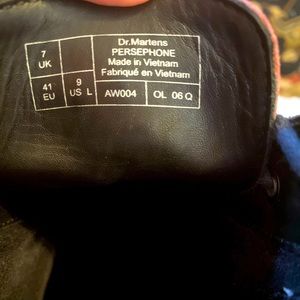 Dr.Martens
PERSEPHONE
Made in Vietnam
Fabriqué en Vietnam
7
UK
41
EU
9
US L
AW004
OL 06 Q